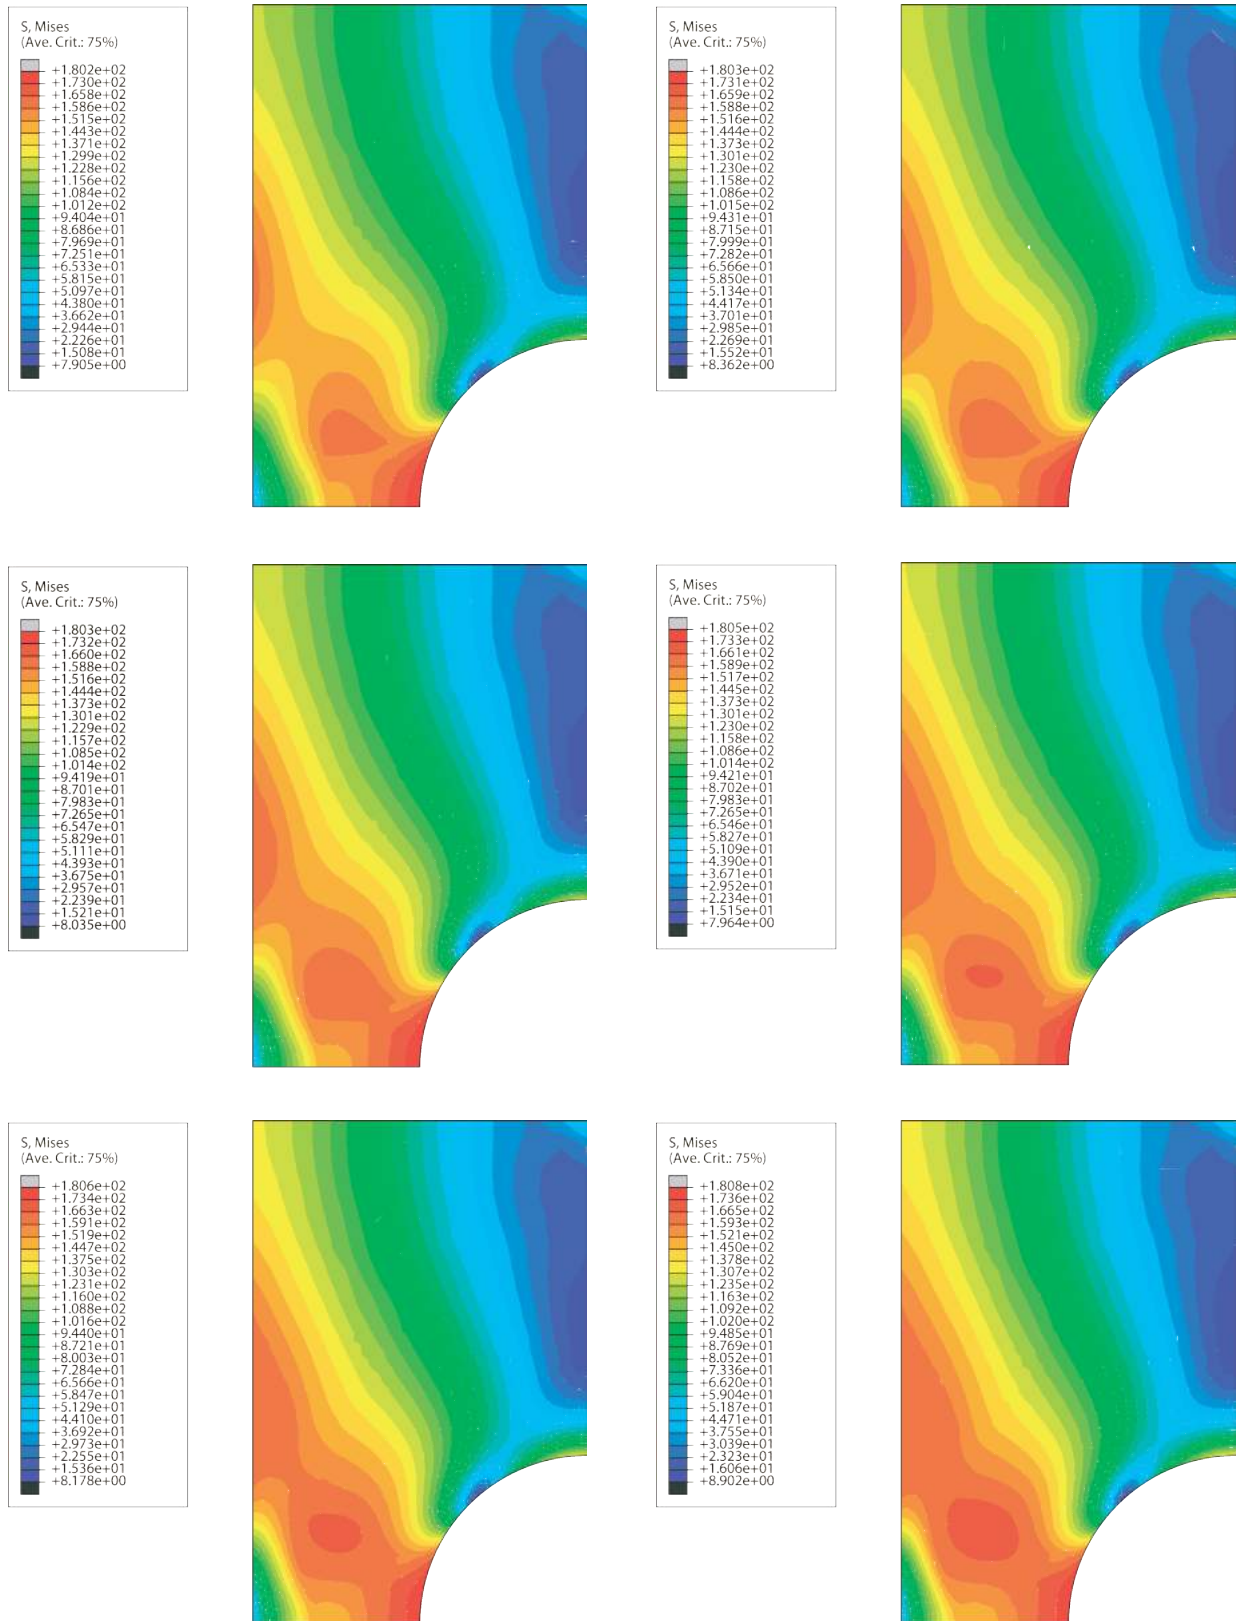 S, Mises
(Ave. Crit.: 75%)
+1.802e+02
+1.730e+02
+1.658e+02
+1.586e+02
+1.515e+02
+1.443e+02
+1.371e+02
+1.299e+02
+1.228e+02
+1.156e+02
+1.084e+02
+1.012e+02
+9.404e+01
+8.686e+01
+7.969e+01
+7.251e+01
+6.533e+01
+5.815e+01
+5.097e+01
+4.380e+01
+3.662e+01
+2.944e+01
+2.226e+01
+1.508e+01
+7.905e+00
S, Mises
(Ave. Crit.: 75%)
+1.803e+02
+1.731e+02
+1.659e+02
+1.588e+02
+1.516e+02
+1.444e+02
+1.373e+02
+1.301e+02
+1.230e+02
+1.158e+02
+1.086e+02
+1.015e+02
+9.431e+01
+8.715e+01
+7.999e+01
+7.282e+01
+6.566e+01
+5.850e+01
+5.134e+01
+4.417e+01
+3.701e+01
+2.985e+01
+2.269e+01
+1.552e+01
+8.362e+00
S, Mises
(Ave. Crit.: 75%)
+1.803e+02
+1.732e+02
+1.660e+02
+1.588e+02
+1.516e+02
+1.444e+02
+1.373e+02
+1.301e+02
+1.229e+02
+1.157e+02
+1.085e+02
+1.014e+02
+9.419e+01
+8.701e+01
+7.983e+01
+7.265e+01
+6.547e+01
+5.829e+01
+5.111e+01
+4.393e+01
+3.675e+01
+2.957e+01
+2.239e+01
+1.521e+01
+8.035e+00
S, Mises
(Ave. Crit.: 75%)
+1.805e+02
+1.733e+02
+1.661e+02
+1.589e+02
+1.517e+02
+1.445e+02
+1.373e+02
+1.301e+02
+1.230e+02
+1.158e+02
+1.086e+02
+1.014e+02
+9.421e+01
+8.702e+01
+7.983e+01
+7.265e+01
+6.546e+01
+5.827e+01
+5.109e+01
+4.390e+01
+3.671e+01
+2.952e+01
+2.234e+01
+1.515e+01
+7.964e+00
S, Mises
(Ave. Crit.: 75%)
+1.806e+02
+1.734e+02
+1.663e+02
+1.591e+02
+1.519e+02
+1.447e+02
+1.375e+02
+1.303e+02
+1.231e+02
+1.160e+02
+1.088e+02
+1.016e+02
+9.440e+01
+8.721e+01
+8.003e+01
+7.284e+01
+6.566e+01
+5.847e+01
+5.129e+01
+4.410e+01
+3.692e+01
+2.973e+01
+2.255e+01
+1.536e+01
+8.178e+00
S, Mises
(Ave. Crit.: 75%)
+1.808e+02
+1.736e+02
+1.665e+02
+1.593e+02
+1.521e+02
+1.450e+02
+1.378e+02
+1.307e+02
+1.235e+02
+1.163e+02
+1.092e+02
+1.020e+02
+9.485e+01
+8.769e+01
+8.052e+01
+7.336e+01
+6.620e+01
+5.904e+01
+5.187e+01
+4.471e+01
+3.755e+01
+3.039e+01
+2.323e+01
+1.606e+01
+8.902e+00